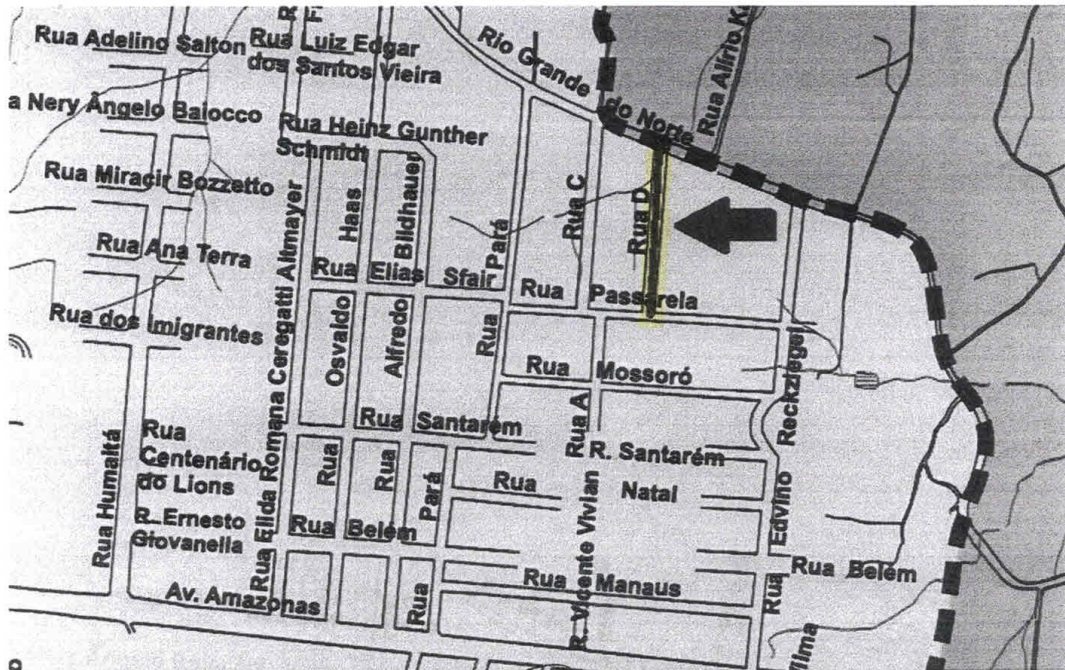 Rua Adelino Salton
Rua Luiz Edgar
dos Santos Vieira
Rio Grande do Norte
Rua Alírio
a Nery Ângelo Baiocco
Rua Heinz Gunther
Schmidt
Rua Miracir Bozzetto
Rua Ana Terra
Rua dos Imigrantes
Rua Elida Romana Ceregatti Altmayer
Rua Osvaldo Haas
Rua Alfredo Bildhauer
Rua Pará
Rua C
Rua D
Rua Elias Sfair
Rua Passarela
Rua Mossoró
Rua Santarém
Rua A
R. Santarém
Rua Edvino Reckziegel
Rua Humaitá
Rua
Centenário
do Lions
R. Ernesto
Giovanella
Rua Pará
Rua Natal
Rua Belém
R. Vicente Vivian
Rua Manaus
Rua Belém
Av. Amazonas